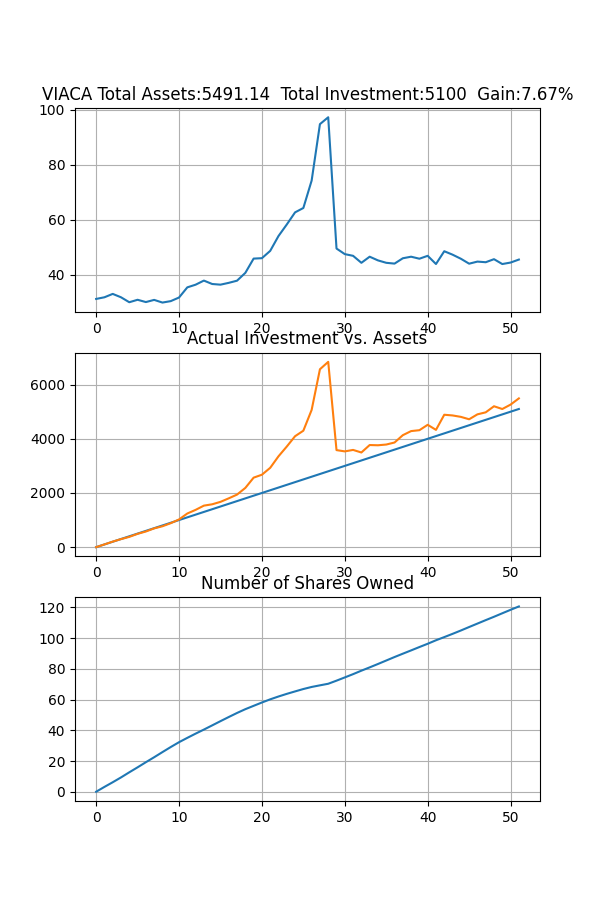 VIACA Total Assets:5491.14  Total Investment:5100  Gain:7.67%
100
80
60
40
0 10 20 30 40 50
Actual Investment vs. Assets
6000
4000
2000
0
0 10 20 30 40 50
Number of Shares Owned
120
100
80
60
40
20
0
0 10 20 30 40 50